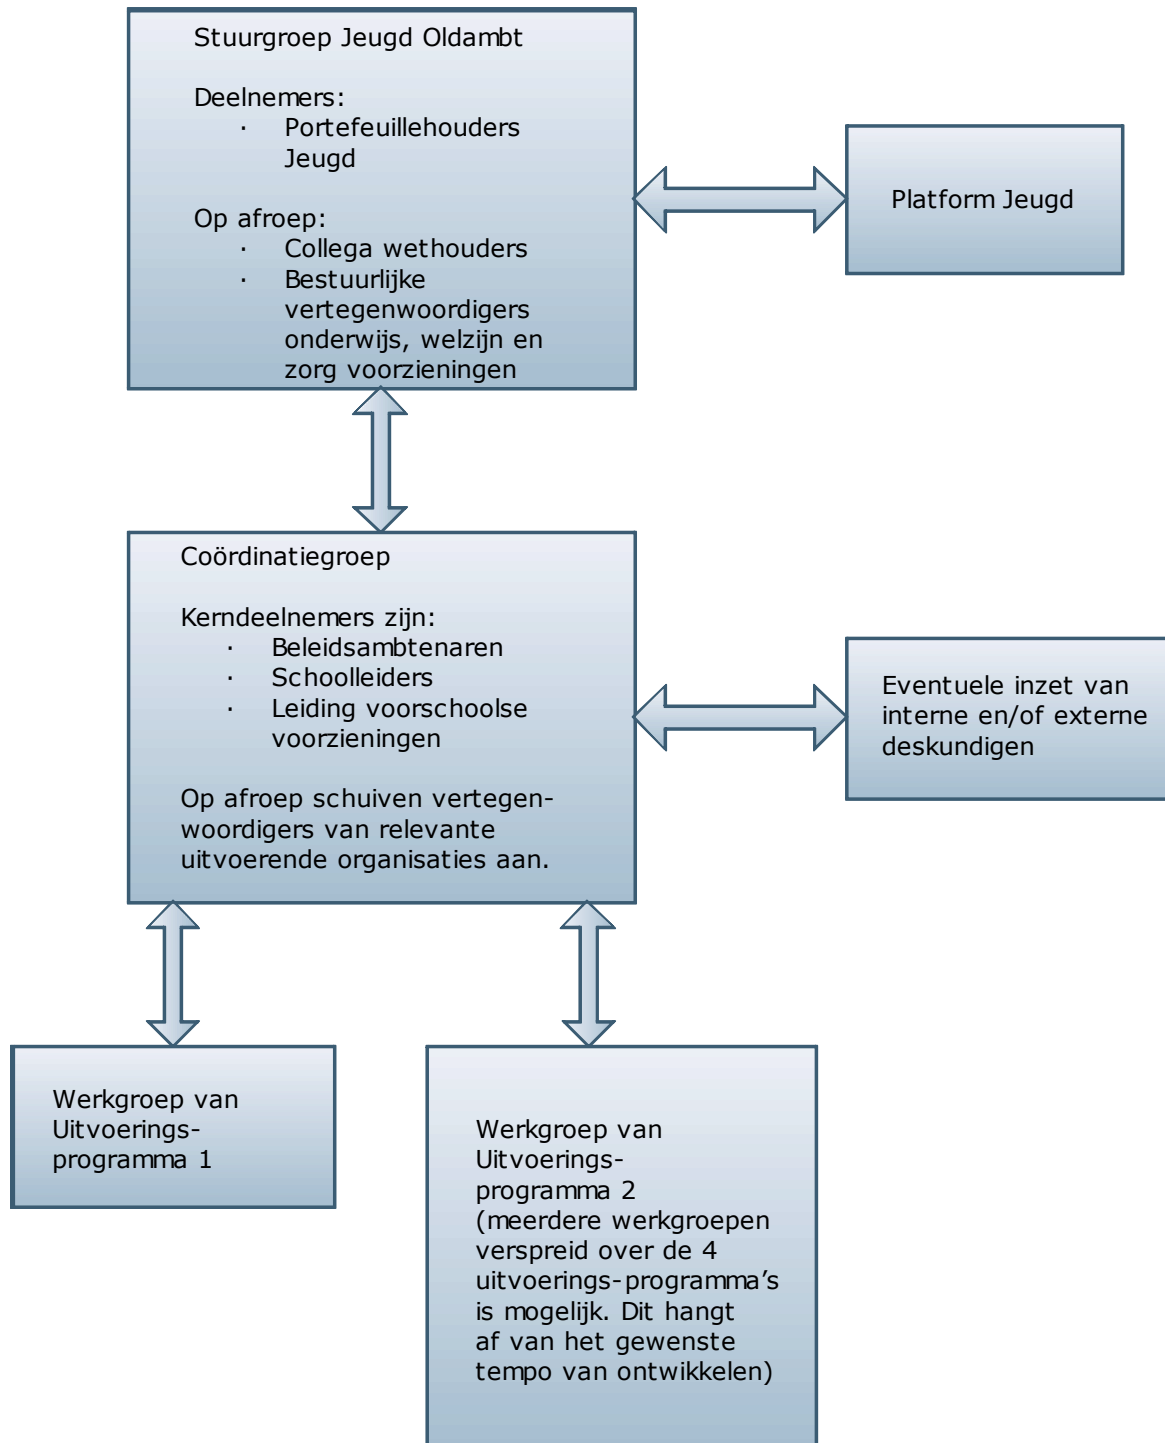 Stuurgroep Jeugd Oldambt
Deelnemers:
· Portefeuillehouders
Jeugd
Op afroep:
· Collega wethouders
· Bestuurlijke
vertegenwoordigers
onderwijs, welzijn en
zorg voorzieningen
Platform Jeugd
Coördinatiegroep
Kerndeelnemers zijn:
· Beleidsambtenaren
· Schoolleiders
· Leiding voorschoolse
voorzieningen
Op afroep schuiven vertegen-
woordigers van relevante
uitvoerende organisaties aan.
Eventuele inzet van
interne en/of externe
deskundigen
Werkgroep van
Uitvoerings-
programma 1
Werkgroep van
Uitvoerings-
programma 2
(meerdere werkgroepen
verspreid over de 4
uitvoerings-programma’s
is mogelijk. Dit hangt
af van het gewenste
tempo van ontwikkelen)